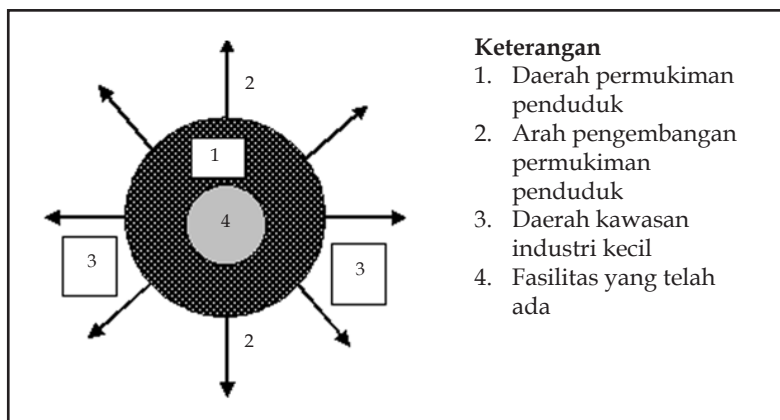 2
1
4
3
3
2
Keterangan
1. Daerah permukiman
penduduk
2. Arah pengembangan
permukiman
penduduk
3. Daerah kawasan
industri kecil
4. Fasilitas yang telah
ada